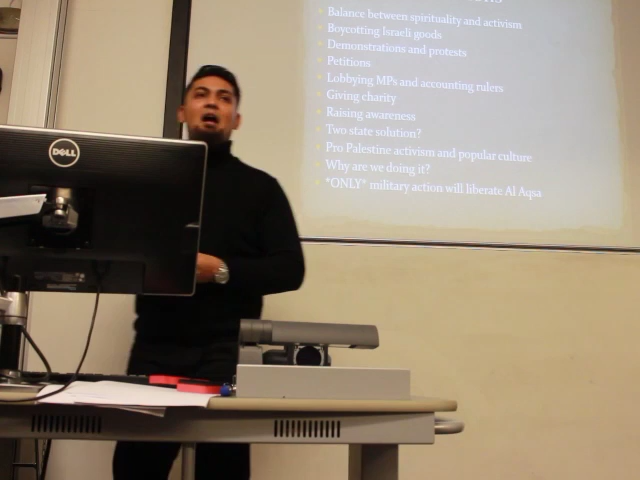 Balance between spirituality and activism
Boycotting Israeli goods
Demonstrations and protests
Petitions
Lobbying MPs and accounting rulers
Giving charity
Raising awareness
Two state solution?
Pro Palestine activism and popular culture
Why are we doing it?
*ONLY* military action will liberate Al Aqsa
DELL